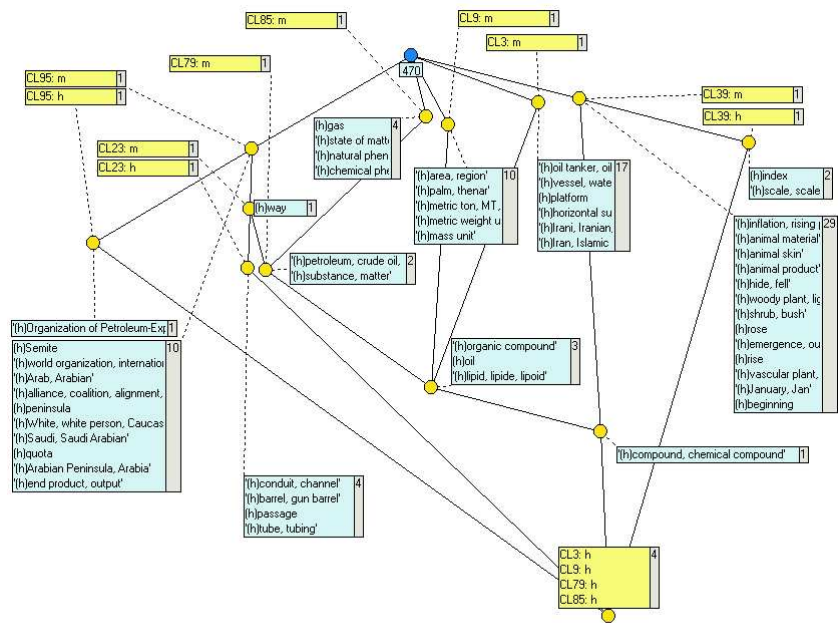 CL85: m 1
CL9: m 1
CL3: m 1
CL79: m 1
470
CL95: m 1
CL95: h 1
CL39: m 1
CL39: h 1
CL23: m 1
CL23: h 1
(h)gas 4
'(h)state of matt
'(h)natural phen
'(h)chemical ph
'(h)area, region' 10
'(h)palm, thenar'
'(h)metric ton, MT,
'(h)metric weight u
'(h)mass unit'
'(h)oil tanker, oil 17
'(h)vessel, wate
(h)platform
'(h)horizontal su
'(h)Irani, Iranian,
'(h)Iran, Islamic
(h)index 2
'(h)scale, scale
(h)way 1
'(h)petroleum, crude oil, 2
'(h)substance, matter'
'(h)inflation, rising 29
'(h)animal material'
'(h)animal skin'
'(h)animal product'
'(h)hide, fell'
'(h)woody plant, lig
'(h)shrub, bush'
(h)rose
'(h)emergence, ou
(h)rise
'(h)vascular plant,
'(h)January, Jan'
(h)beginning
'(h)Organization of Petroleum-Ex 1
(h)Semite 10
'(h)world organization, internatio
'(h)Arab, Arabian'
'(h)alliance, coalition, alignment,
(h)peninsula
'(h)White, white person, Caucas
'(h)Saudi, Saudi Arabian'
(h)quota
'(h)Arabian Peninsula, Arabia'
'(h)end product, output'
'(h)organic compound' 3
(h)oil
'(h)lipid, lipide, lipoid'
'(h)compound, chemical compound' 1
'(h)conduit, channel' 4
'(h)barrel, gun barrel'
(h)passage
'(h)tube, tubing'
CL3: h 4
CL9: h
CL79: h
CL85: h